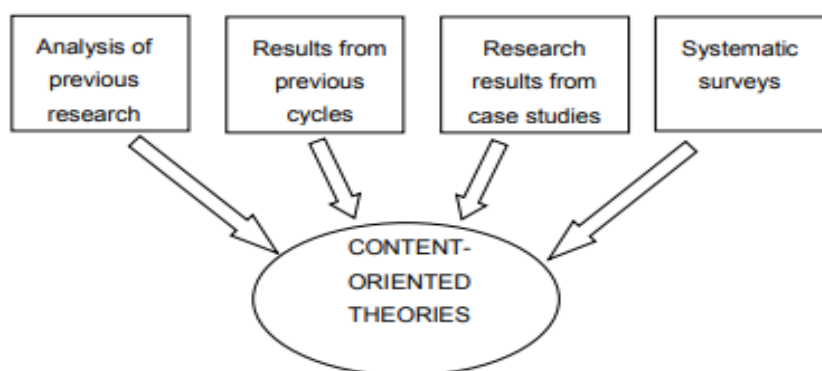 Analysis of
previous
research
Results from
previous
cycles
Research
results from
case studies
Systematic
surveys
CONTENT-
ORIENTED
THEORIES